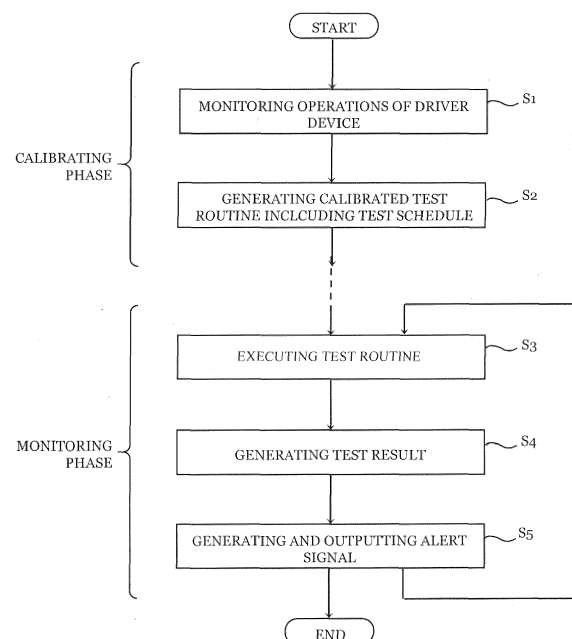 START
MONITORING OPERATIONS OF DRIVER
DEVICE
S1
CALIBRATING
PHASE
GENERATING CALIBRATED TEST
ROUTINE INCLCUDING TEST SCHEDULE
S2
EXECUTING TEST ROUTINE
S3
MONITORING
PHASE
GENERATING TEST RESULT
S4
GENERATING AND OUTPUTTING ALERT
SIGNAL
S5
END